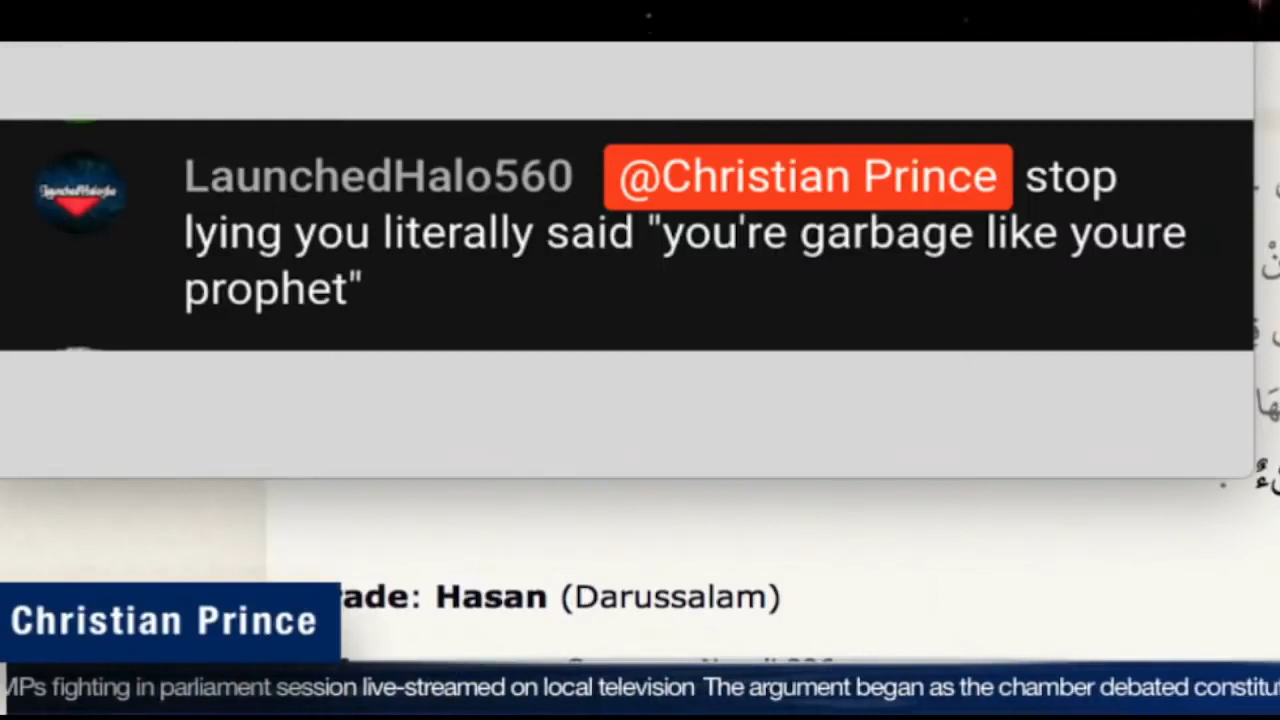 LaunchedHalo560 @Christian Prince stop
lying you literally said "you're garbage like youre
prophet"
rade: Hasan (Darussalam)
Christian Prince
MPs fighting in parliament session live-streamed on local television The argument began as the chamber debated constitu